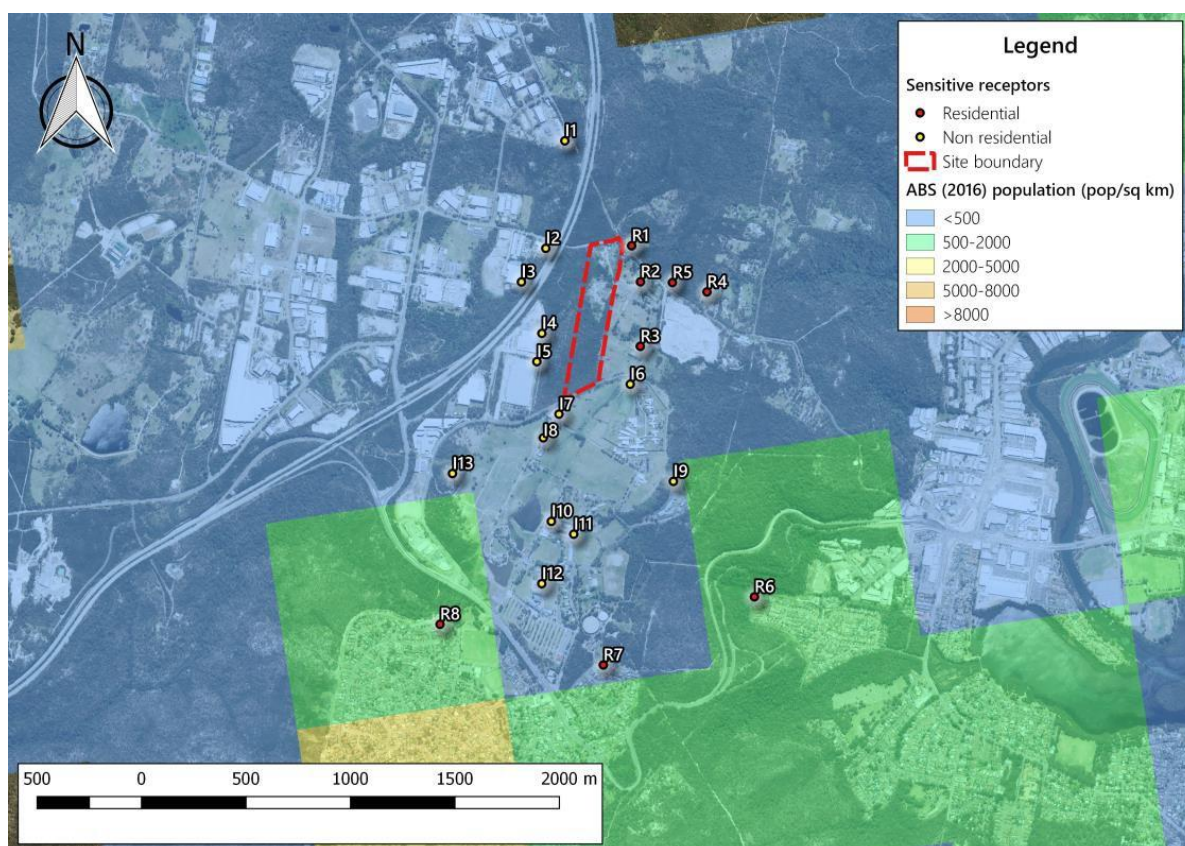 N
Legend
Sensitive receptors
Residential
Non residential
Site boundary
ABS (2016) population (pop/sq km)
<500
500-2000
2000-5000
5000-8000
>8000
I1
I2
R1
I3
R2
R5
R4
I4
R3
I5
I6
I7
I8
I13
I9
I10
I11
I12
R6
R8
R7
500 0 500 1000 1500 2000 m